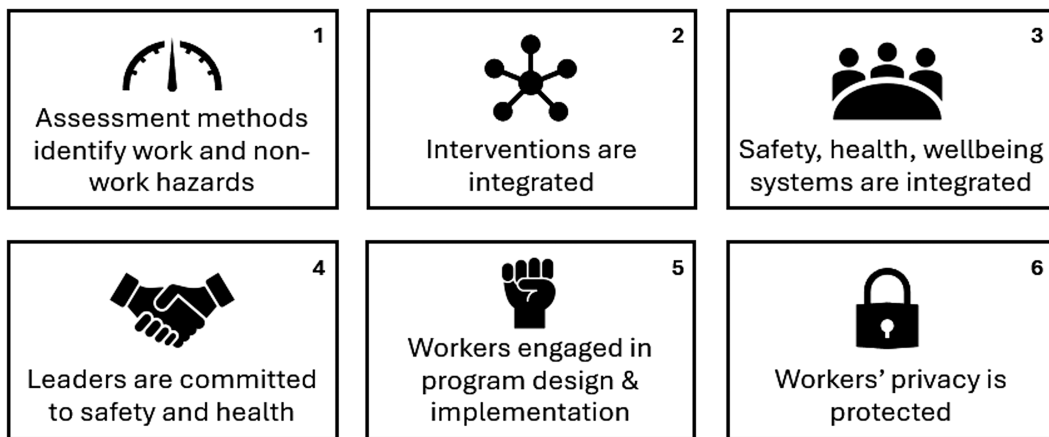 1
Assessment methods
identify work and non-
work hazards
2
Interventions are
integrated
3
Safety, health, wellbeing
systems are integrated
4
Leaders are committed
to safety and health
5
Workers engaged in
program design &
implementation
6
Workers’ privacy is
protected